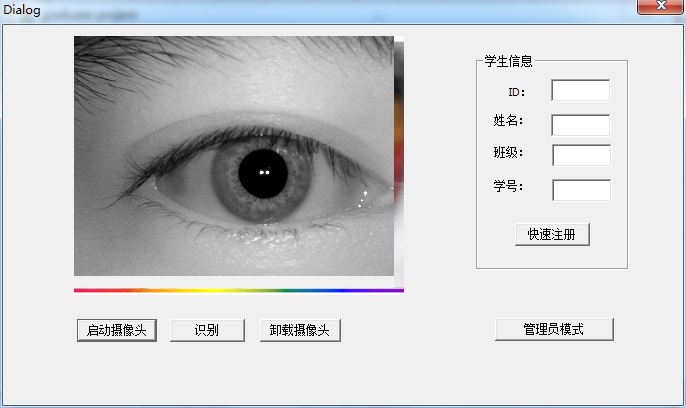 Dialog
学生信息
ID:
姓名:
班级:
学号:
快速注册
启动摄像头
识别
卸载摄像头
管理员模式